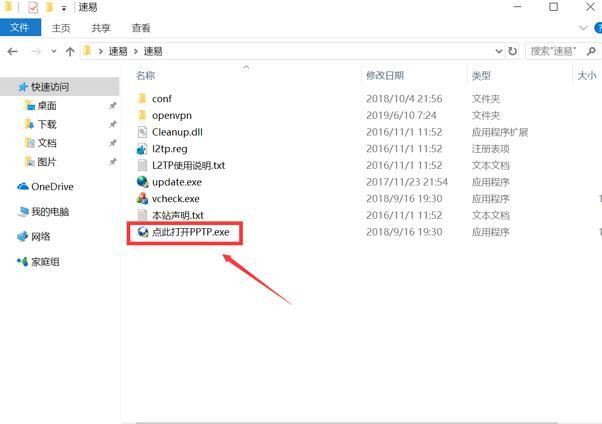 速易
文件 主页 共享 查看
速易 速易 搜索"速易"
名称 修改日期 类型 大小
快速访问
桌面
下载
文档
图片
OneDrive
我的电脑
网络
家庭组
conf 2018/10/4 21:56 文件夹
openvpn 2019/6/10 7:24 文件夹
Cleanup.dll 2016/11/1 11:52 应用程序扩展
l2tp.reg 2016/11/1 11:52 注册表项
L2TP使用说明.txt 2016/11/1 11:52 文本文档
update.exe 2017/11/23 21:54 应用程序
vcheck.exe 2018/9/16 19:30 应用程序 1
本站声明.txt 2016/11/1 11:52 文本文档
点此打开PPTP.exe 2018/9/16 19:30 应用程序 1